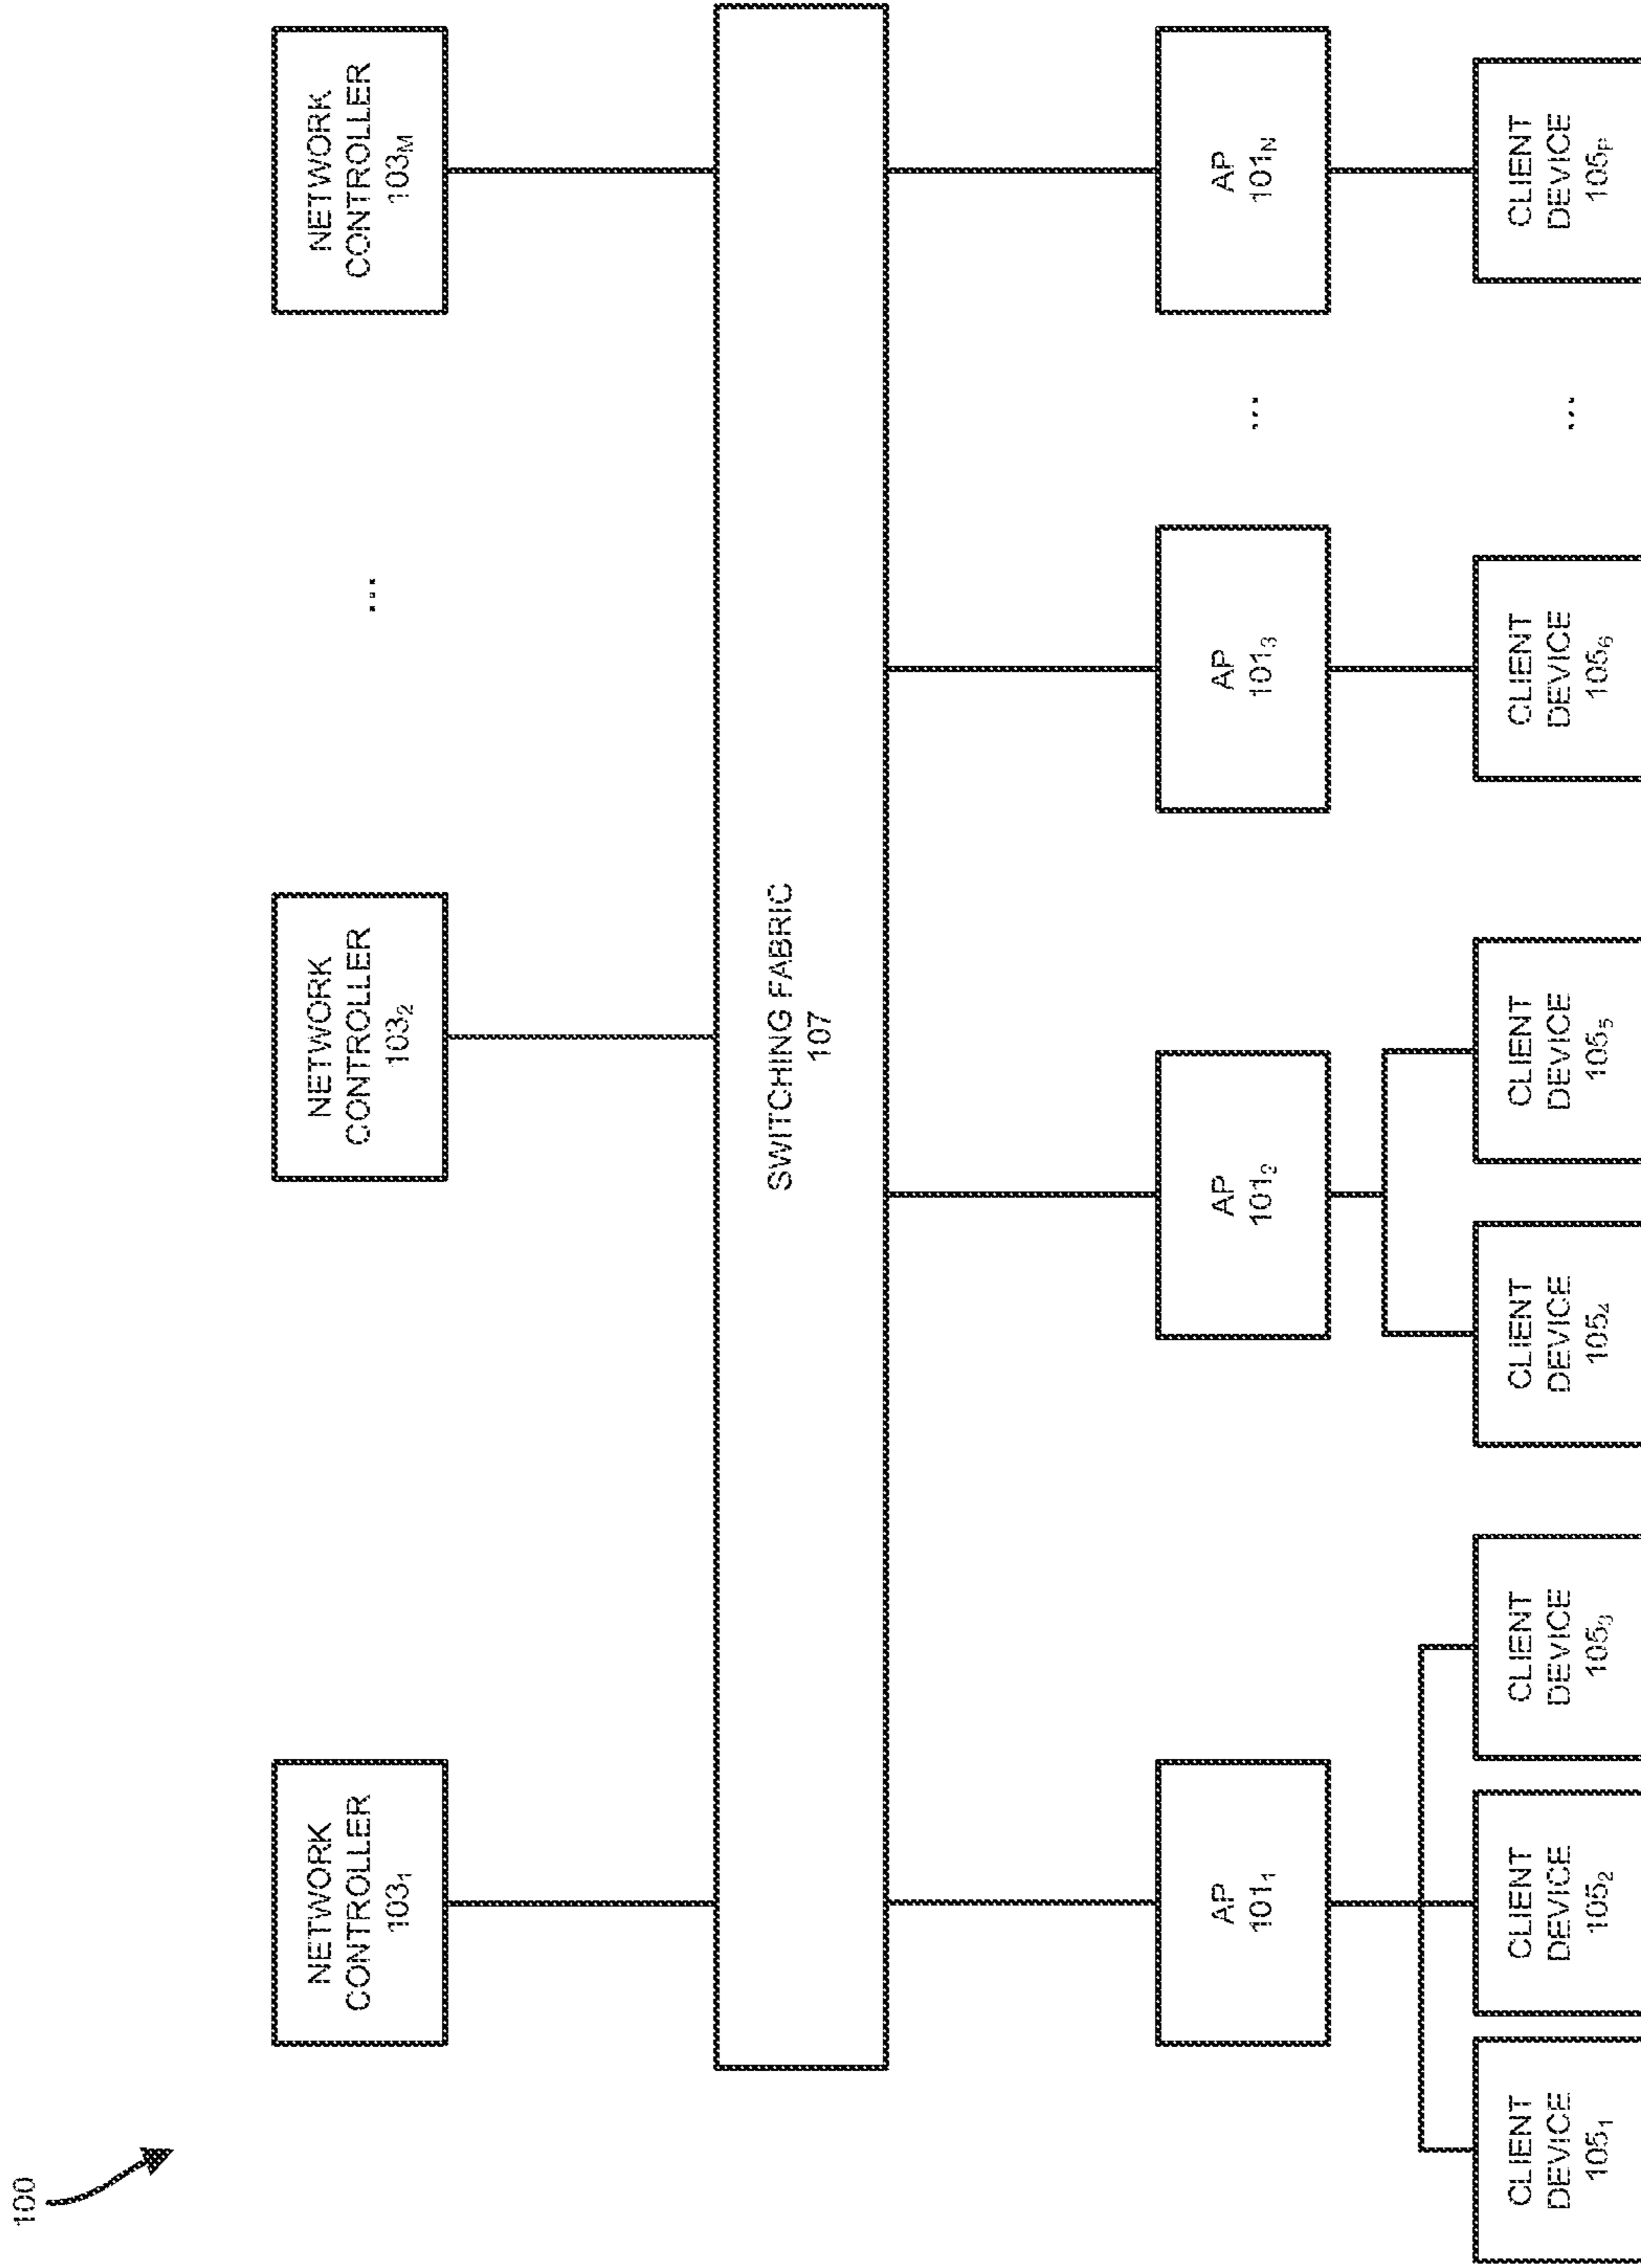 100
NETWORK
CONTROLLER
103₁
NETWORK
CONTROLLER
103₂
...
NETWORK
CONTROLLER
103M
SWITCHING FABRIC
107
AP
101₁
AP
101₂
AP
101₃
...
AP
101N
CLIENT
DEVICE
105₁
CLIENT
DEVICE
105₂
CLIENT
DEVICE
105₃
CLIENT
DEVICE
105₄
CLIENT
DEVICE
105₅
CLIENT
DEVICE
105₆
...
CLIENT
DEVICE
105P